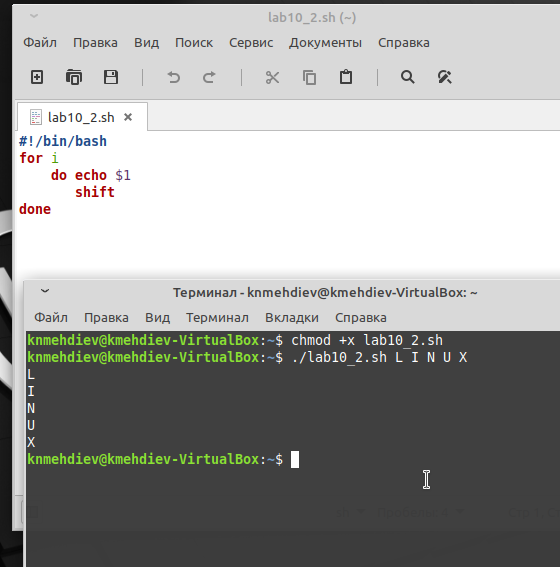 lab10_2.sh (~)
Файл Правка Вид Поиск Сервис Документы Справка
lab10_2.sh ×
#!/bin/bash
for i
    do echo $1
       shift
done
Терминал - knmehdiev@kmehdiev-VirtualBox: ~
Файл Правка Вид Терминал Вкладки Справка
knmehdiev@kmehdiev-VirtualBox:~$ chmod +x lab10_2.sh
knmehdiev@kmehdiev-VirtualBox:~$ ./lab10_2.sh L I N U X
L
I
N
U
X
knmehdiev@kmehdiev-VirtualBox:~$